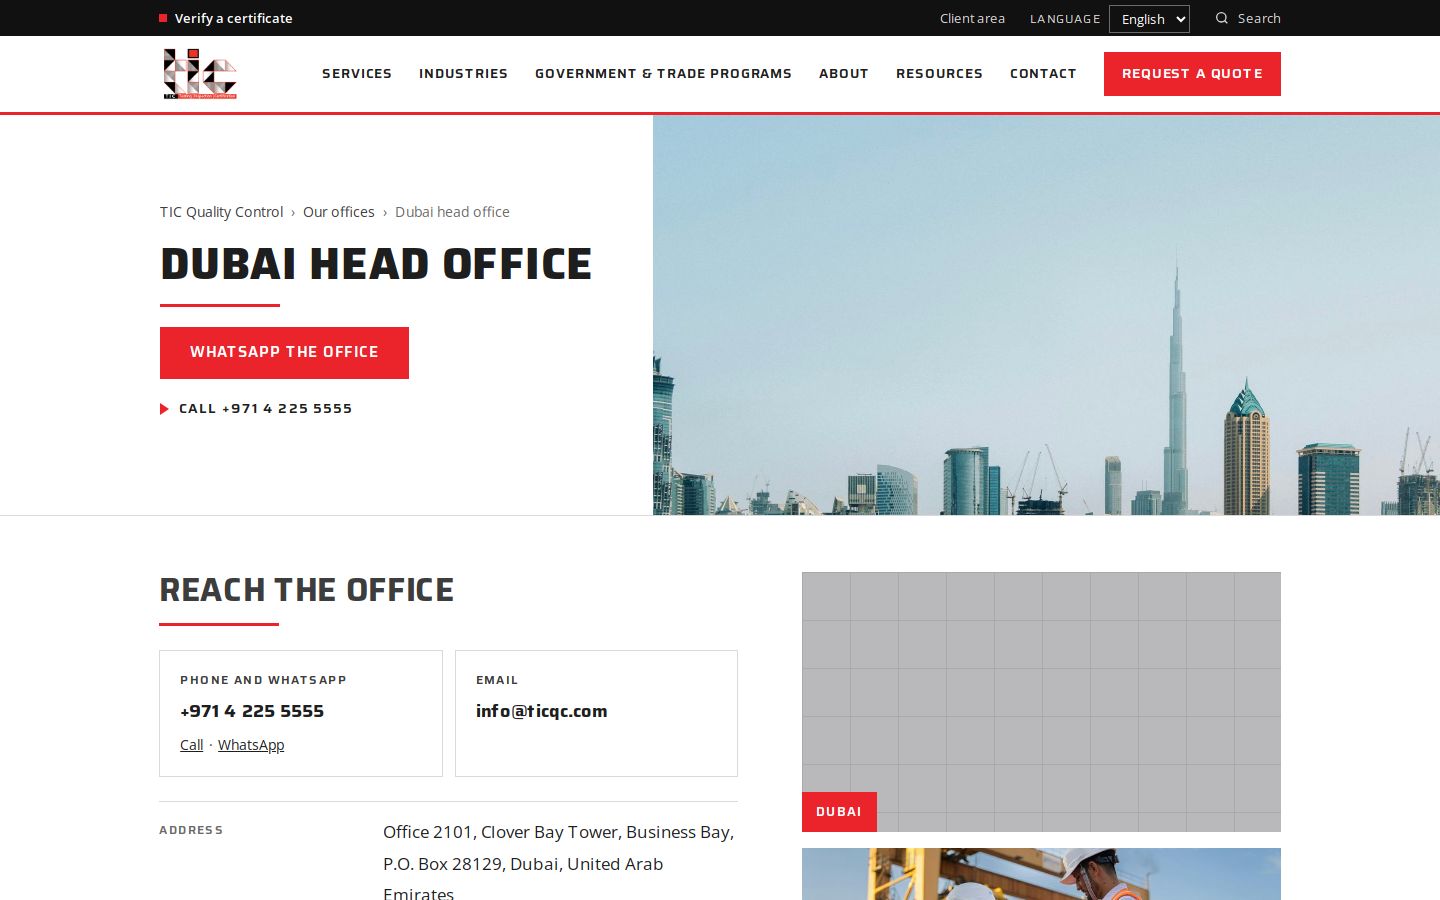 Verify a certificate
Client area
LANGUAGE
English
Search
tic
SERVICES
INDUSTRIES
GOVERNMENT & TRADE PROGRAMS
ABOUT
RESOURCES
CONTACT
REQUEST A QUOTE
TIC Quality Control › Our offices › Dubai head office
DUBAI HEAD OFFICE
WHATSAPP THE OFFICE
CALL +971 4 225 5555
REACH THE OFFICE
PHONE AND WHATSAPP
+971 4 225 5555
Call · WhatsApp
EMAIL
info@ticqc.com
DUBAI
ADDRESS
Office 2101, Clover Bay Tower, Business Bay,
P.O. Box 28129, Dubai, United Arab
Emirates